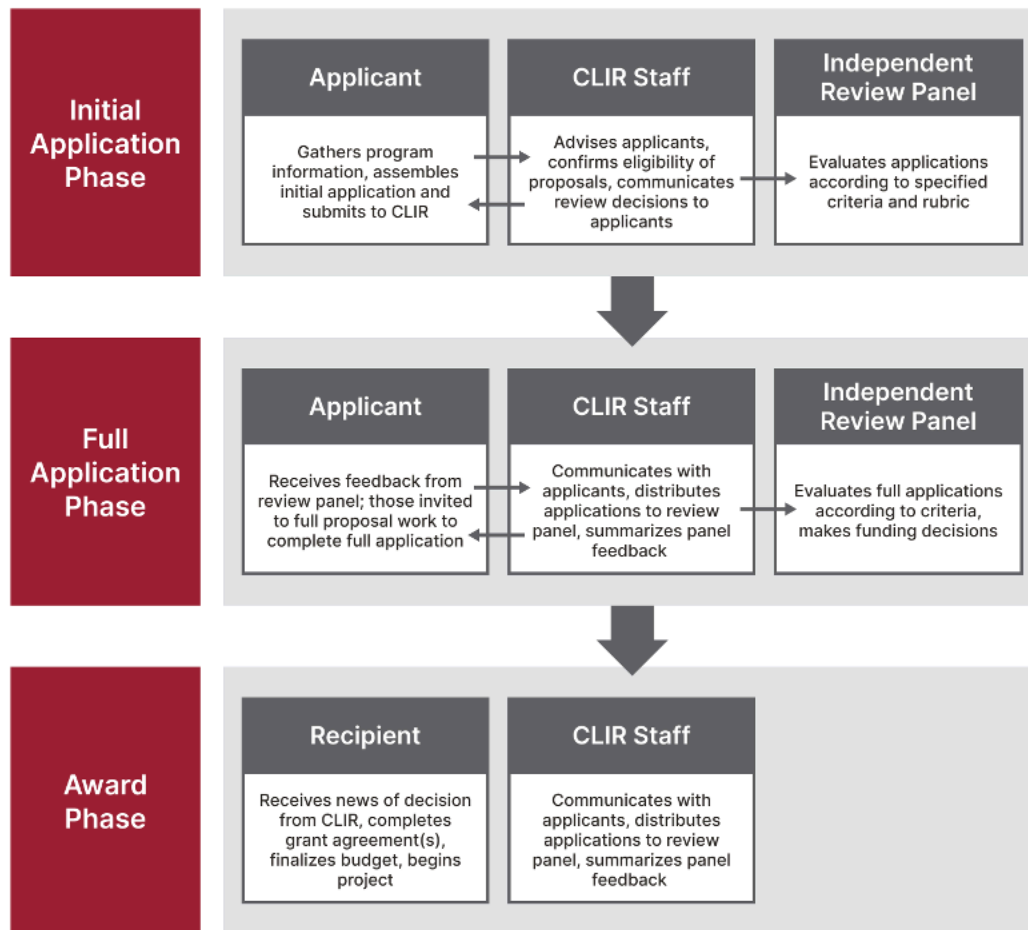 Initial
Application
Phase
Applicant
Gathers program
information, assembles
initial application and
submits to CLIR
CLIR Staff
Advises applicants,
confirms eligibility of
proposals, communicates
review decisions to
applicants
Independent
Review Panel
Evaluates applications
according to specified
criteria and rubric
Full
Application
Phase
Applicant
Receives feedback from
review panel; those invited
to full proposal work to
complete full application
CLIR Staff
Communicates with
applicants, distributes
applications to review
panel, summarizes panel
feedback
Independent
Review Panel
Evaluates full applications
according to criteria,
makes funding decisions
Award
Phase
Recipient
Receives news of decision
from CLIR, completes
grant agreement(s),
finalizes budget, begins
project
CLIR Staff
Communicates with
applicants, distributes
applications to review
panel, summarizes panel
feedback